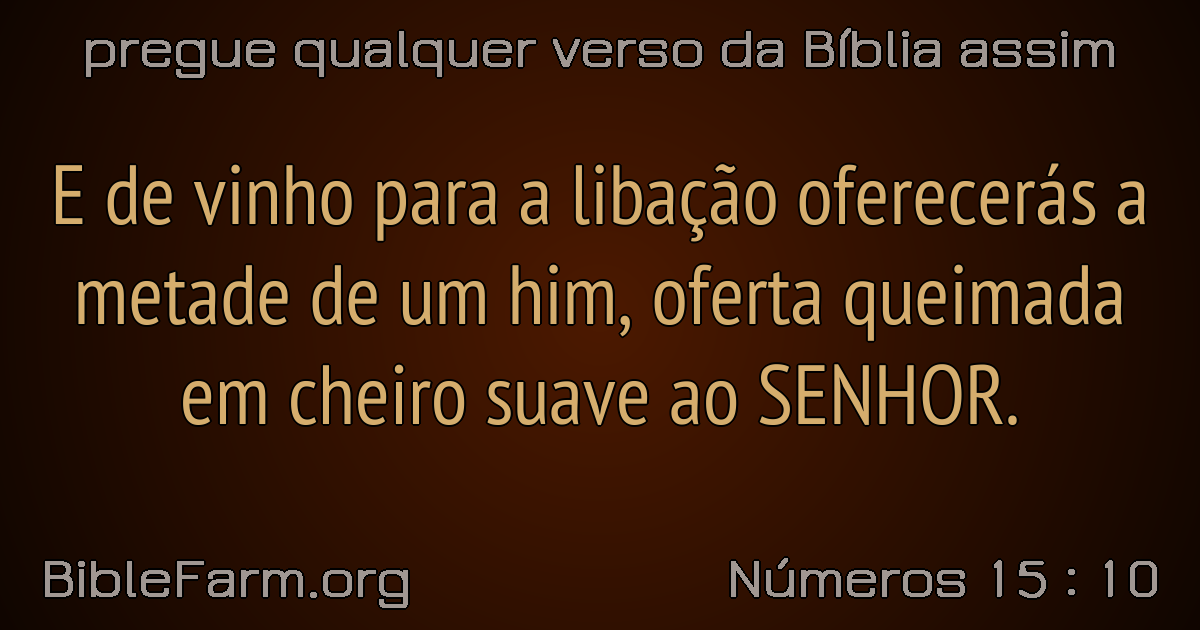 pregue qualquer verso da Bíblia assim
E de vinho para a libação oferecerás a
metade de um him, oferta queimada
em cheiro suave ao SENHOR.
BibleFarm.org
Números 15 : 10